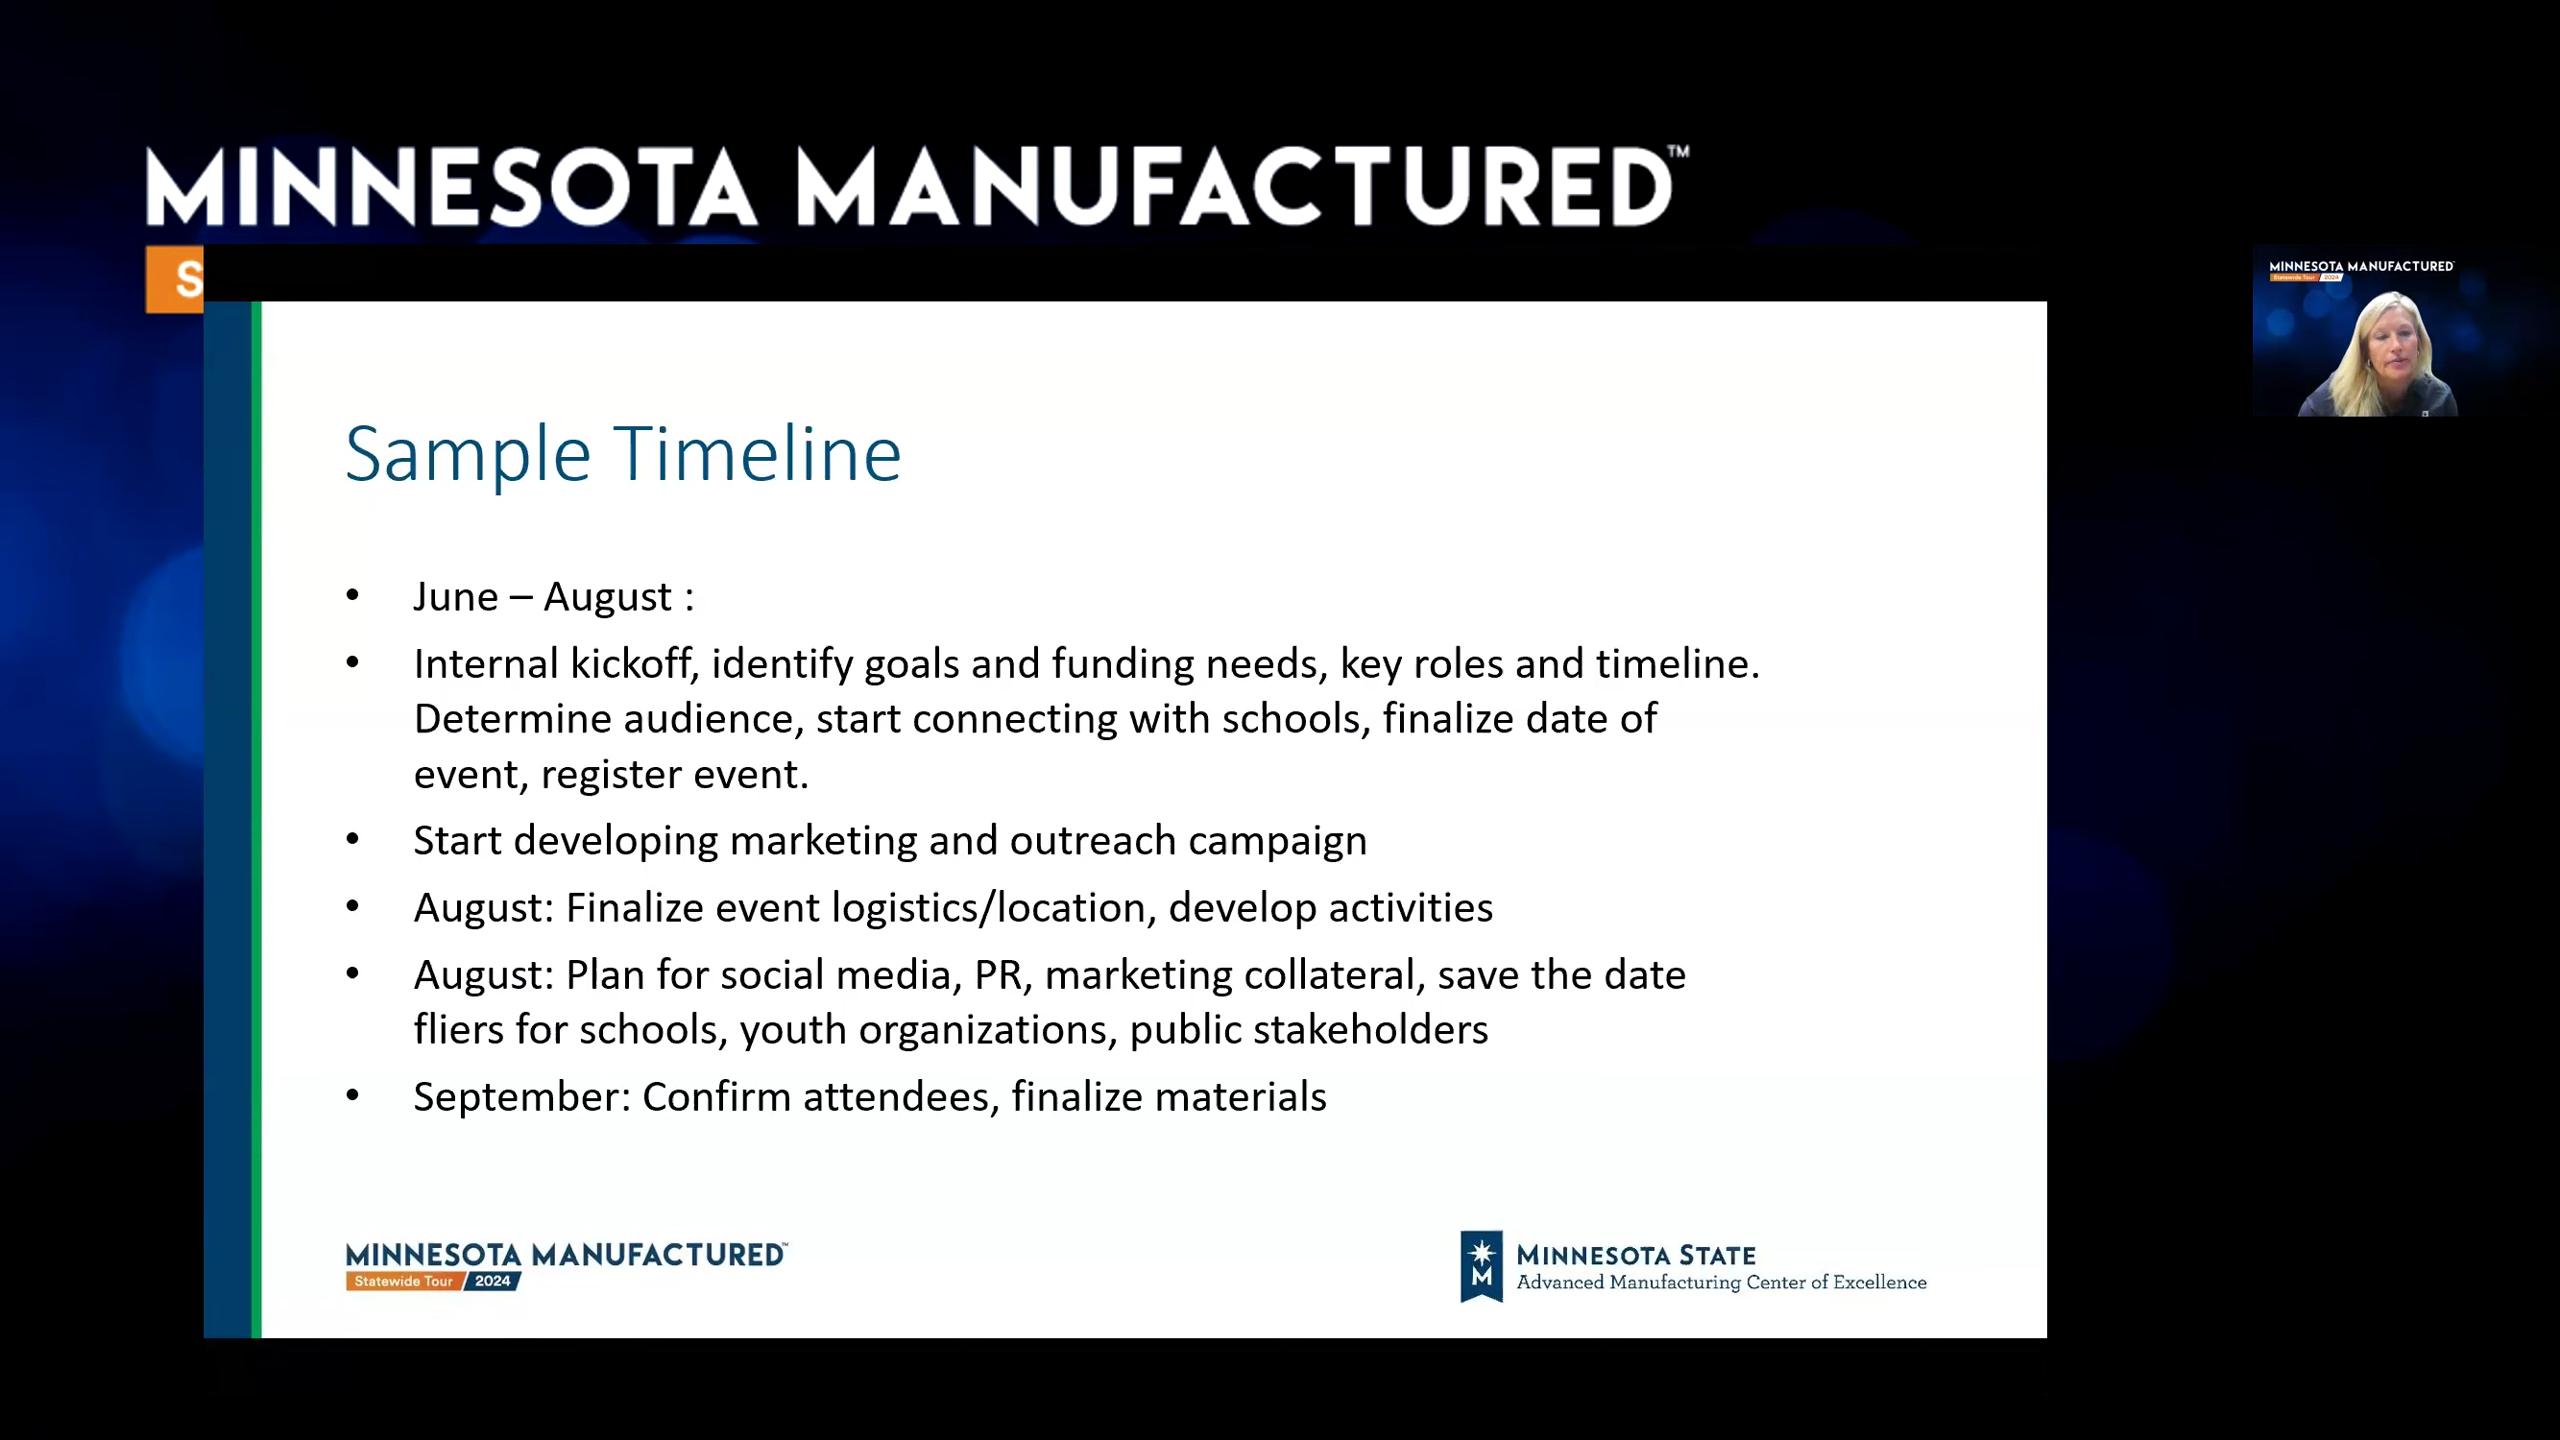 MINNESOTA MANUFACTURED™
S
MINNESOTA MANUFACTURED
Statewide Tour 2024
Sample Timeline
• June – August :
• Internal kickoff, identify goals and funding needs, key roles and timeline.
Determine audience, start connecting with schools, finalize date of
event, register event.
• Start developing marketing and outreach campaign
• August: Finalize event logistics/location, develop activities
• August: Plan for social media, PR, marketing collateral, save the date
fliers for schools, youth organizations, public stakeholders
• September: Confirm attendees, finalize materials
MINNESOTA MANUFACTURED™
Statewide Tour 2024
M
MINNESOTA STATE
Advanced Manufacturing Center of Excellence